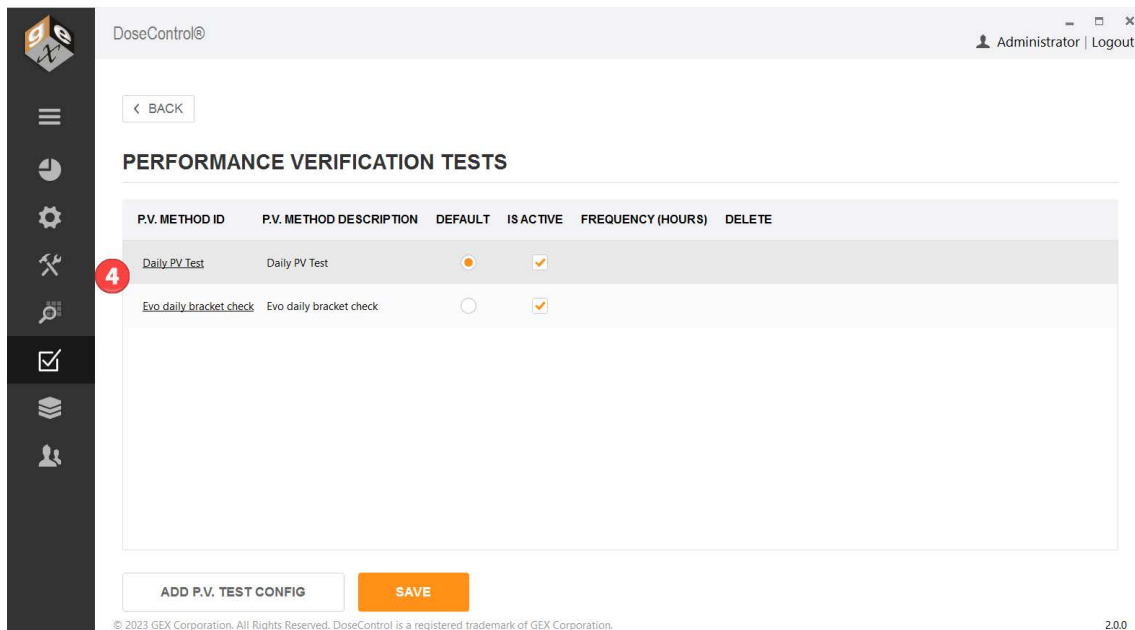 gex
DoseControl®
Administrator | Logout
BACK
PERFORMANCE VERIFICATION TESTS
P.V. METHOD ID P.V. METHOD DESCRIPTION DEFAULT IS ACTIVE FREQUENCY (HOURS) DELETE
4
Daily PV Test Daily PV Test
Evo daily bracket check Evo daily bracket check
ADD P.V. TEST CONFIG SAVE
© 2023 GEX Corporation. All Rights Reserved. DoseControl is a registered trademark of GEX Corporation. 2.0.0